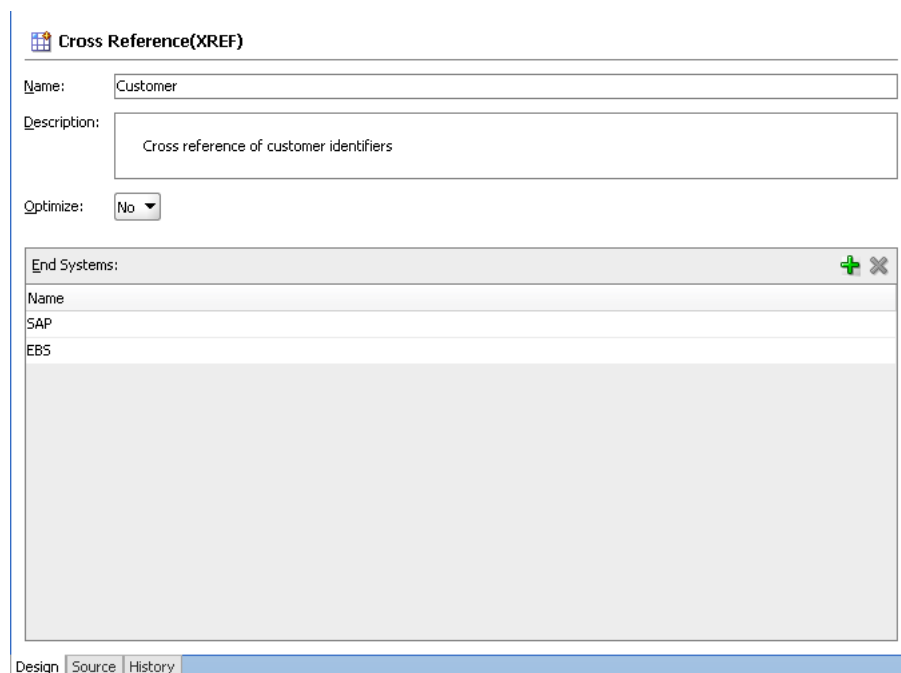 Cross Reference(XREF)
Name: Customer
Description: Cross reference of customer identifiers
Optimize: No
End Systems:
Name
SAP
EBS
Design Source History